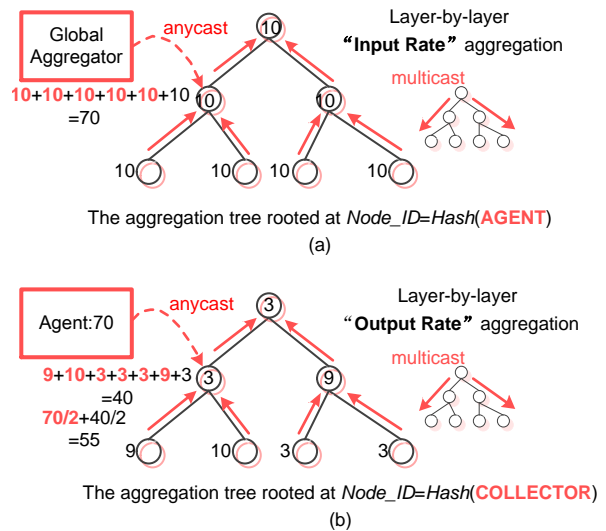 Global
Aggregator
anycast
10
Layer-by-layer
“Input Rate” aggregation
multicast
10+10+10+10+10+10
=70
10
10
10
10
10
10
The aggregation tree rooted at Node_ID=Hash(AGENT)
(a)
Agent:70
anycast
3
Layer-by-layer
“Output Rate” aggregation
multicast
9+10+3+3+3+9+3
=40
70/2+40/2
=55
3
9
9
10
3
3
The aggregation tree rooted at Node_ID=Hash(COLLECTOR)
(b)